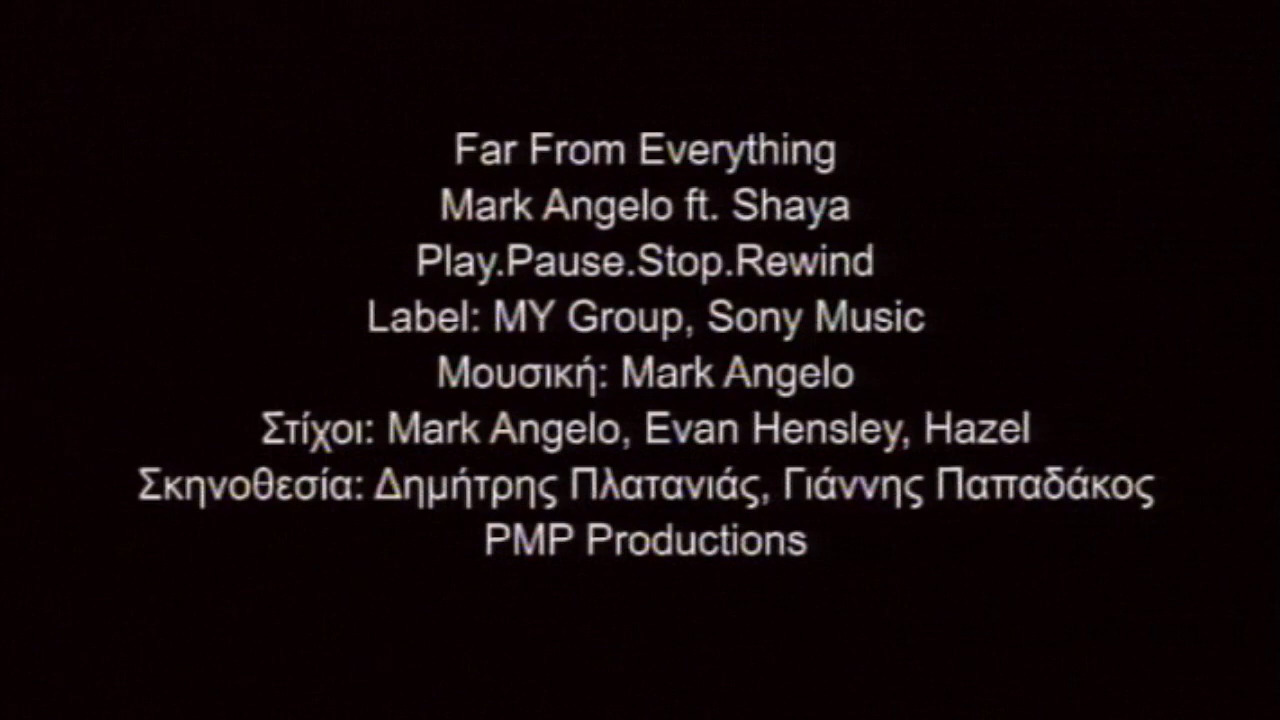 Far From Everything
Mark Angelo ft. Shaya
Play.Pause.Stop.Rewind
Label: MY Group, Sony Music
Μουσική: Mark Angelo
Στίχοι: Mark Angelo, Evan Hensley, Hazel
Σκηνοθεσία: Δημήτρης Πλατανιάς, Γιάννης Παπαδάκος
PMP Productions